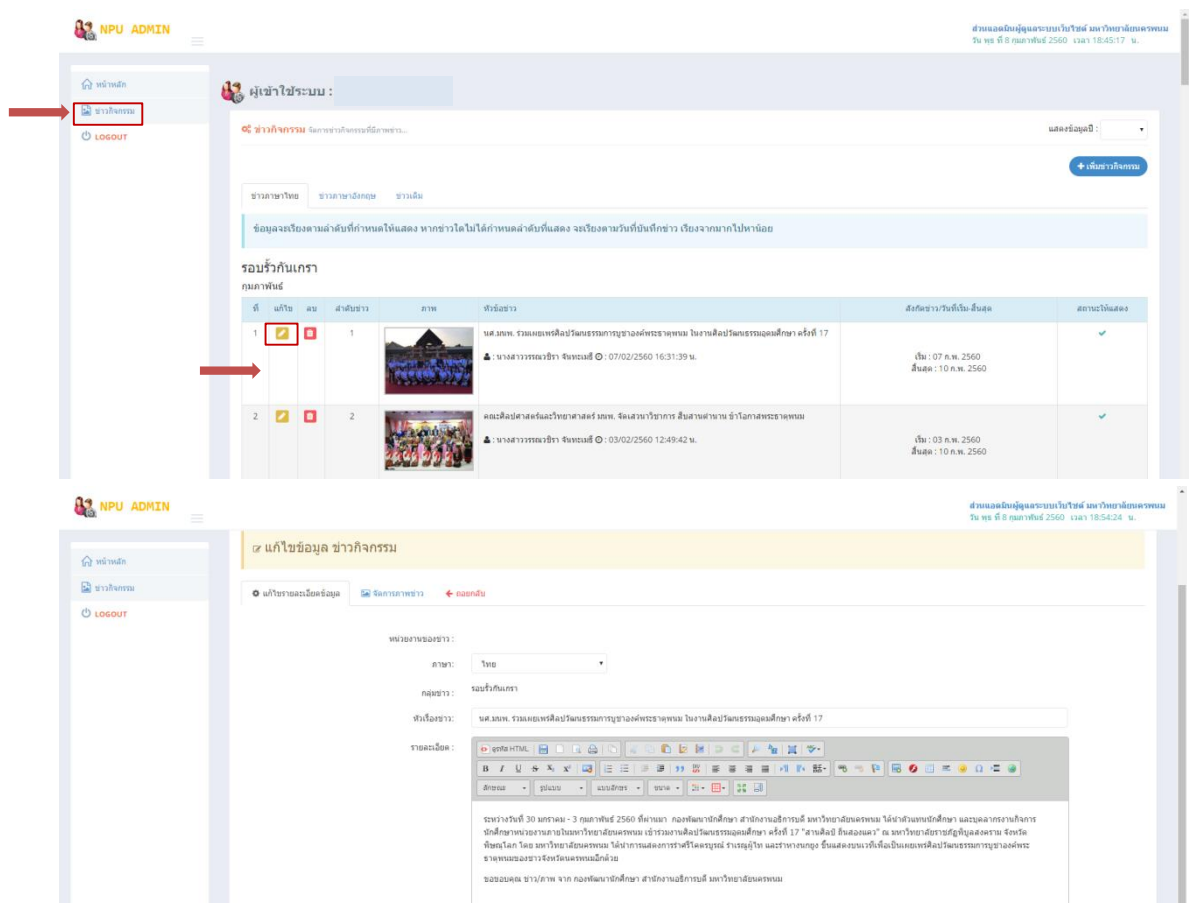 NPU ADMIN
ส่วนแอดมินผู้ดูแลระบบเว็บไซต์ มหาวิทยาลัยนครพนม
วัน พุธ ที่ 8 กุมภาพันธ์ 2560 เวลา 18:45:17 น.
หน้าหลัก
ข่าวกิจกรรม
LOGOUT
ผู้เข้าใช้ระบบ :
ข่าวกิจกรรม จัดการข่าวกิจกรรมที่มีภาพข่าว...
แสดงข้อมูลปี :
เพิ่มข่าวกิจกรรม
ข่าวภาษาไทย ข่าวภาษาอังกฤษ ข่าวเดิม
ข้อมูลจะเรียงตามลำดับที่กำหนดให้แสดง หากข่าวใดไม่ได้กำหนดลำดับที่แสดง จะเรียงตามวันที่บันทึกข่าว เรียงจากมากไปหาน้อย
รอบรั้วกันเกรา
กุมภาพันธ์
ที่ แก้ไข ลบ ลำดับข่าว ภาพ หัวข้อข่าว สังกัดข่าว/วันที่เริ่ม-สิ้นสุด สถานะให้แสดง
1 1 นศ.มนพ. ร่วมเผยแพร่ศิลปวัฒนธรรมการบูชาองค์พระธาตุพนม ในงานศิลปวัฒนธรรมอุดมศึกษา ครั้งที่ 17
: นางสาววรรณวชิรา จันทะเมธี : 07/02/2560 16:31:39 น.
เริ่ม : 07 ก.พ. 2560
สิ้นสุด : 10 ก.พ. 2560
2 2 คณะศิลปศาสตร์และวิทยาศาสตร์ มนพ. จัดเสวนาวิชาการ สืบสานตำนาน ข้าโอกาสพระธาตุพนม
: นางสาววรรณวชิรา จันทะเมธี : 03/02/2560 12:49:42 น.
เริ่ม : 03 ก.พ. 2560
สิ้นสุด : 10 ก.พ. 2560
NPU ADMIN
ส่วนแอดมินผู้ดูแลระบบเว็บไซต์ มหาวิทยาลัยนครพนม
วัน พุธ ที่ 8 กุมภาพันธ์ 2560 เวลา 18:54:24 น.
หน้าหลัก
ข่าวกิจกรรม
LOGOUT
แก้ไขข้อมูล ข่าวกิจกรรม
แก้ไขรายละเอียดข้อมูล จัดการภาพข่าว ถอยกลับ
หน่วยงานของข่าว :
ภาษา: ไทย
กลุ่มข่าว : รอบรั้วกันเกรา
หัวเรื่องข่าว: นศ.มนพ. ร่วมเผยแพร่ศิลปวัฒนธรรมการบูชาองค์พระธาตุพนม ในงานศิลปวัฒนธรรมอุดมศึกษา ครั้งที่ 17
รายละเอียด : ดูรหัส HTML
ลักษณะ รูปแบบ แบบอักษร ขนาด
ระหว่างวันที่ 30 มกราคม - 3 กุมภาพันธ์ 2560 ที่ผ่านมา กองพัฒนานักศึกษา สำนักงานอธิการบดี มหาวิทยาลัยนครพนม ได้นำตัวแทนนักศึกษา และบุคลากรงานกิจการ
นักศึกษาหน่วยงานภายในมหาวิทยาลัยนครพนม เข้าร่วมงานศิลปวัฒนธรรมอุดมศึกษา ครั้งที่ 17 "สานศิลป์ ถิ่นสองแคว" ณ มหาวิทยาลัยราชภัฏพิบูลสงคราม จังหวัด
พิษณุโลก โดย มหาวิทยาลัยนครพนม ได้นำการแสดงการรำศรีโคตรบูรณ์ รำเรณูผู้ไท และรำหางนกยูง ขึ้นแสดงบนเวทีเพื่อเป็นเผยแพร่ศิลปวัฒนธรรมการบูชาองค์พระ
ธาตุพนมของชาวจังหวัดนครพนมอีกด้วย
ขอขอบคุณ ข่าว/ภาพ จาก กองพัฒนานักศึกษา สำนักงานอธิการบดี มหาวิทยาลัยนครพนม